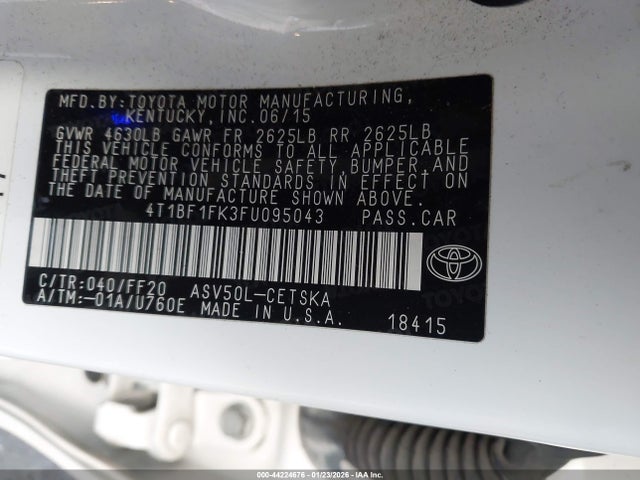 MFD.BY:TOYOTA MOTOR MANUFACTURING,
KENTUCKY, INC. 06/15
GVWR 4630LB GAWR FR 2625LB RR 2625LB
THIS VEHICLE CONFORMS TO ALL APPLICABLE
FEDERAL MOTOR VEHICLE SAFETY,BUMPER,AND
THEFT PREVENTION STANDARDS IN EFFECT ON
THE DATE OF MANUFACTURE SHOWN ABOVE.
4T1BF1FK3FU095043 PASS.CAR
C/TR:040/FF20 ASV50L-CETSKA
A/TM:-01A/U760E MADE IN U.S.A.
18415
000-44224676 | 01/23/2026 | IAAI.COM